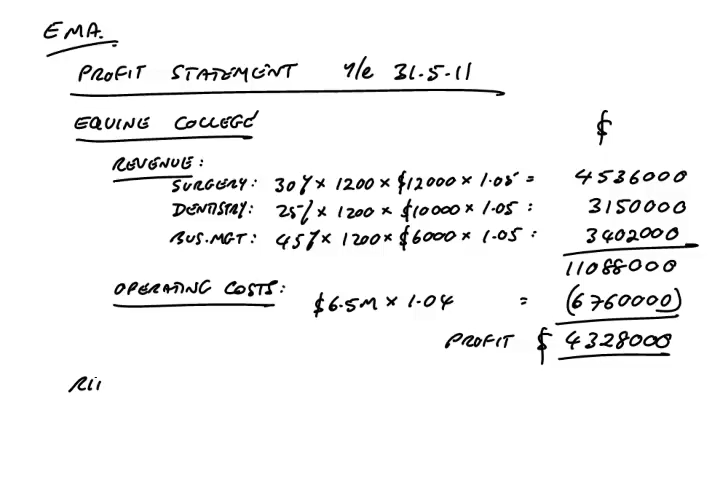 EMA.
PROFIT STATEMENT Y/e 31.5.11
EQUINE COLLEGE
$
REVENUE:
SURGERY: 30% × 1200 × $12000 × 1.05 = 4536000
DENTISTRY: 25% × 1200 × $10000 × 1.05 : 3150000
BUS.MGT: 45% × 1200 × $6000 × 1.05 : 3402000
11088000
OPERATING COSTS: $6.5M × 1.04 = (6760000)
PROFIT $ 4328000